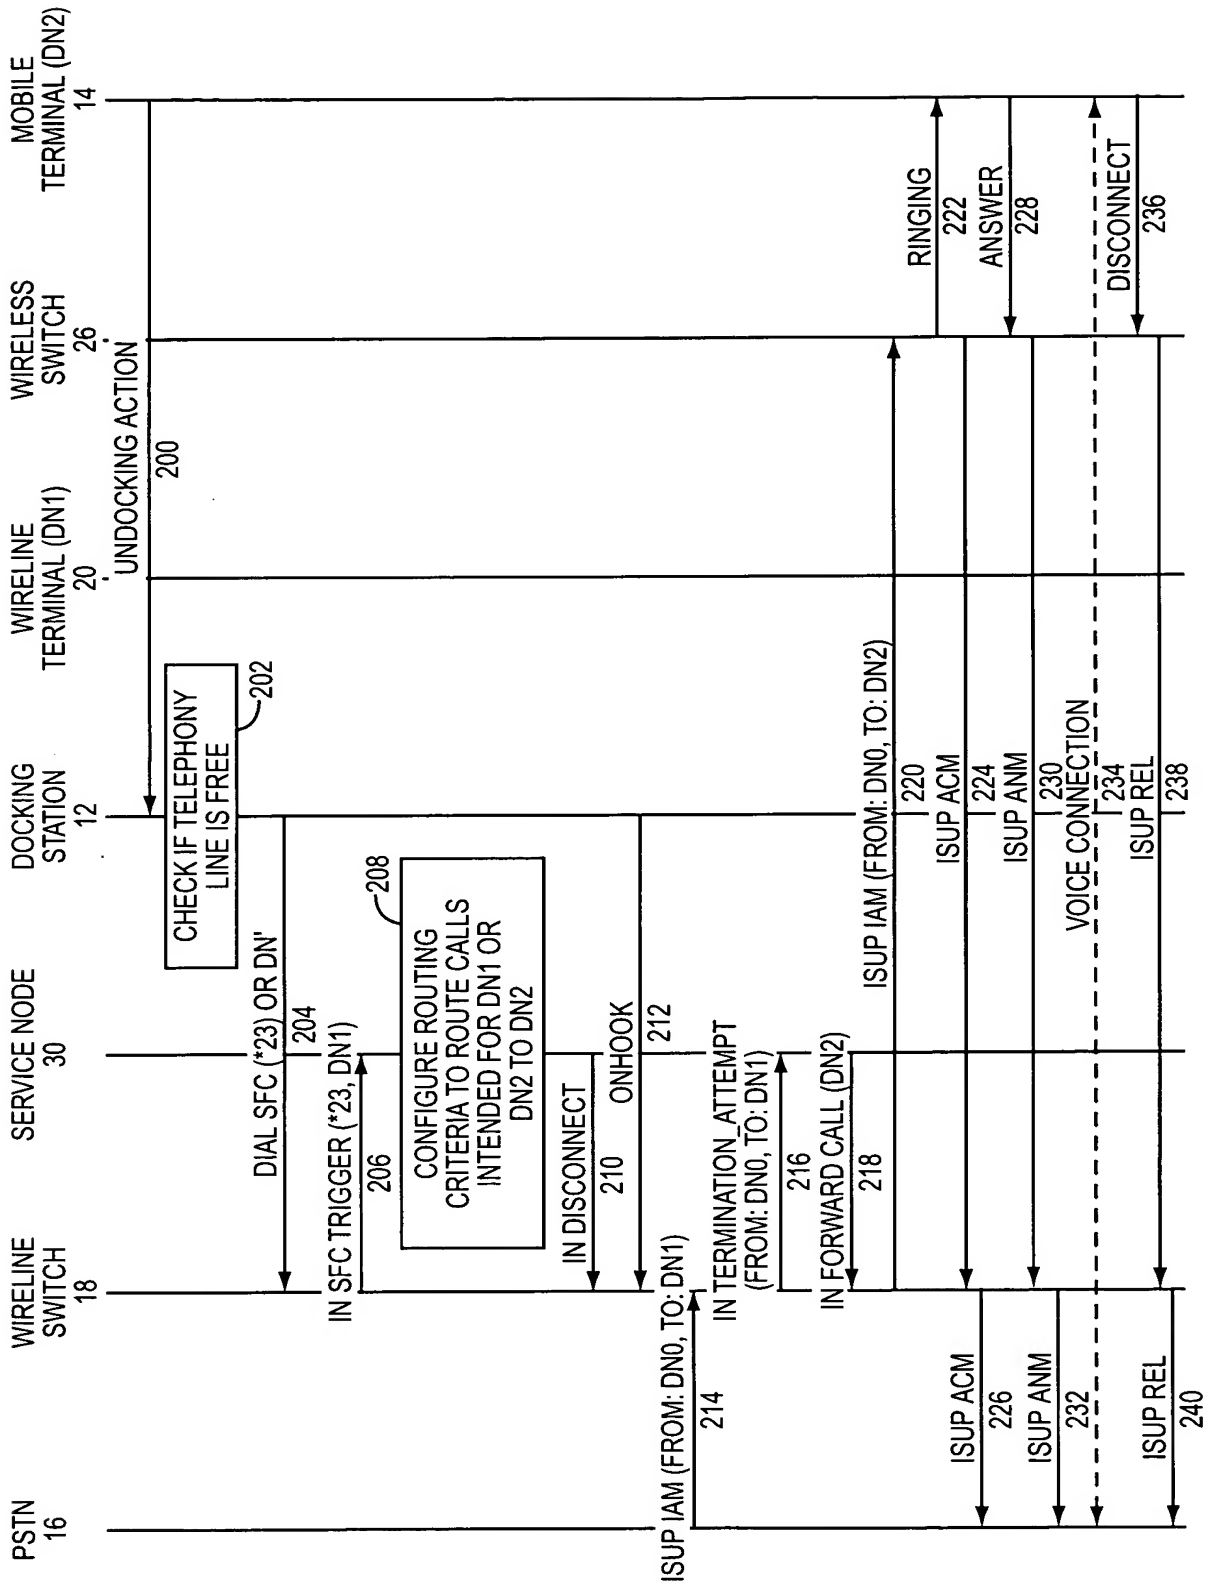 PSTN
16
WIRELINE
SWITCH
18
SERVICE NODE
30
DOCKING
STATION
12
WIRELINE
TERMINAL (DN1)
20
WIRELESS
SWITCH
26
MOBILE
TERMINAL (DN2)
14
UNDOCKING ACTION
200
CHECK IF TELEPHONY
LINE IS FREE
202
DIAL SFC (*23) OR DN'
204
IN SFC TRIGGER (*23, DN1)
206
CONFIGURE ROUTING
CRITERIA TO ROUTE CALLS
INTENDED FOR DN1 OR
DN2 TO DN2
208
IN DISCONNECT
210
ONHOOK
212
ISUP IAM (FROM: DN0, TO: DN1)
214
IN TERMINATION_ATTEMPT
(FROM: DN0, TO: DN1)
216
IN FORWARD CALL (DN2)
218
ISUP IAM (FROM: DN0, TO: DN2)
220
RINGING
222
ISUP ACM
224
ISUP ACM
226
ANSWER
228
ISUP ANM
230
ISUP ANM
232
VOICE CONNECTION
234
DISCONNECT
236
ISUP REL
238
ISUP REL
240